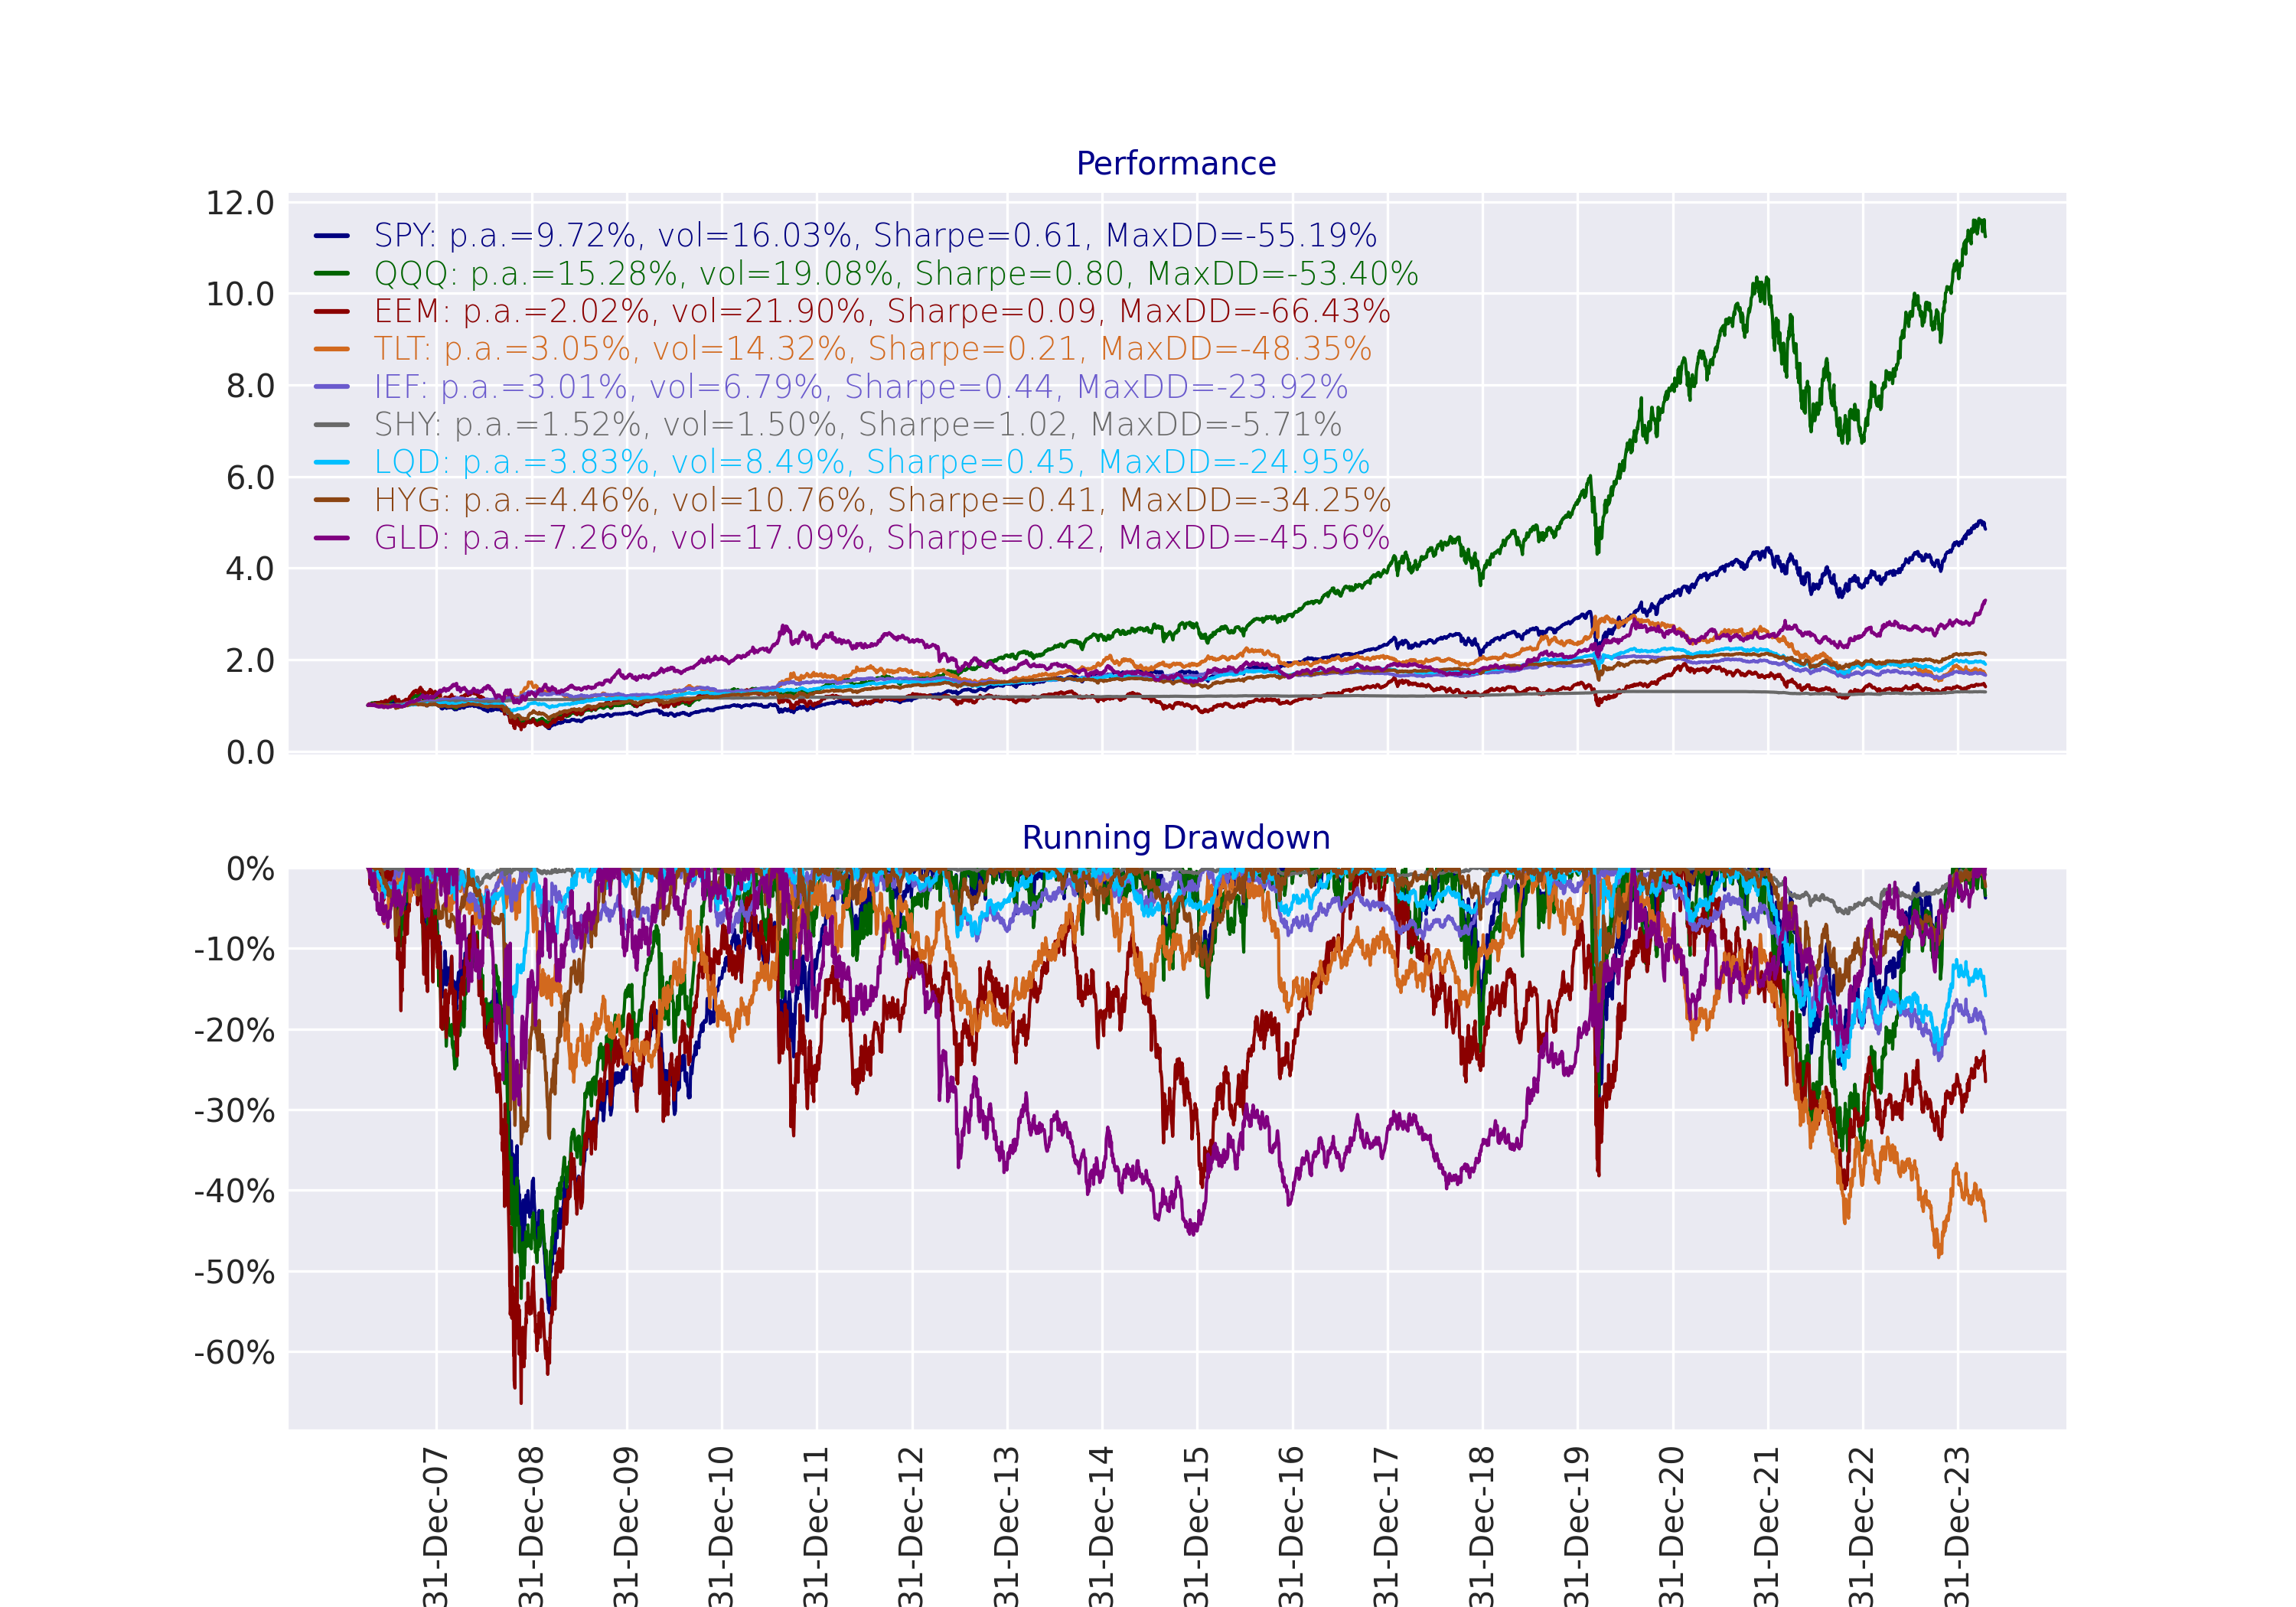 Performance
12.0
10.0
8.0
6.0
4.0
2.0
0.0
SPY: p.a.=9.72%, vol=16.03%, Sharpe=0.61, MaxDD=-55.19%
QQQ: p.a.=15.28%, vol=19.08%, Sharpe=0.80, MaxDD=-53.40%
EEM: p.a.=2.02%, vol=21.90%, Sharpe=0.09, MaxDD=-66.43%
TLT: p.a.=3.05%, vol=14.32%, Sharpe=0.21, MaxDD=-48.35%
IEF: p.a.=3.01%, vol=6.79%, Sharpe=0.44, MaxDD=-23.92%
SHY: p.a.=1.52%, vol=1.50%, Sharpe=1.02, MaxDD=-5.71%
LQD: p.a.=3.83%, vol=8.49%, Sharpe=0.45, MaxDD=-24.95%
HYG: p.a.=4.46%, vol=10.76%, Sharpe=0.41, MaxDD=-34.25%
GLD: p.a.=7.26%, vol=17.09%, Sharpe=0.42, MaxDD=-45.56%
Running Drawdown
0%
-10%
-20%
-30%
-40%
-50%
-60%
31-Dec-07
31-Dec-08
31-Dec-09
31-Dec-10
31-Dec-11
31-Dec-12
31-Dec-13
31-Dec-14
31-Dec-15
31-Dec-16
31-Dec-17
31-Dec-18
31-Dec-19
31-Dec-20
31-Dec-21
31-Dec-22
31-Dec-23